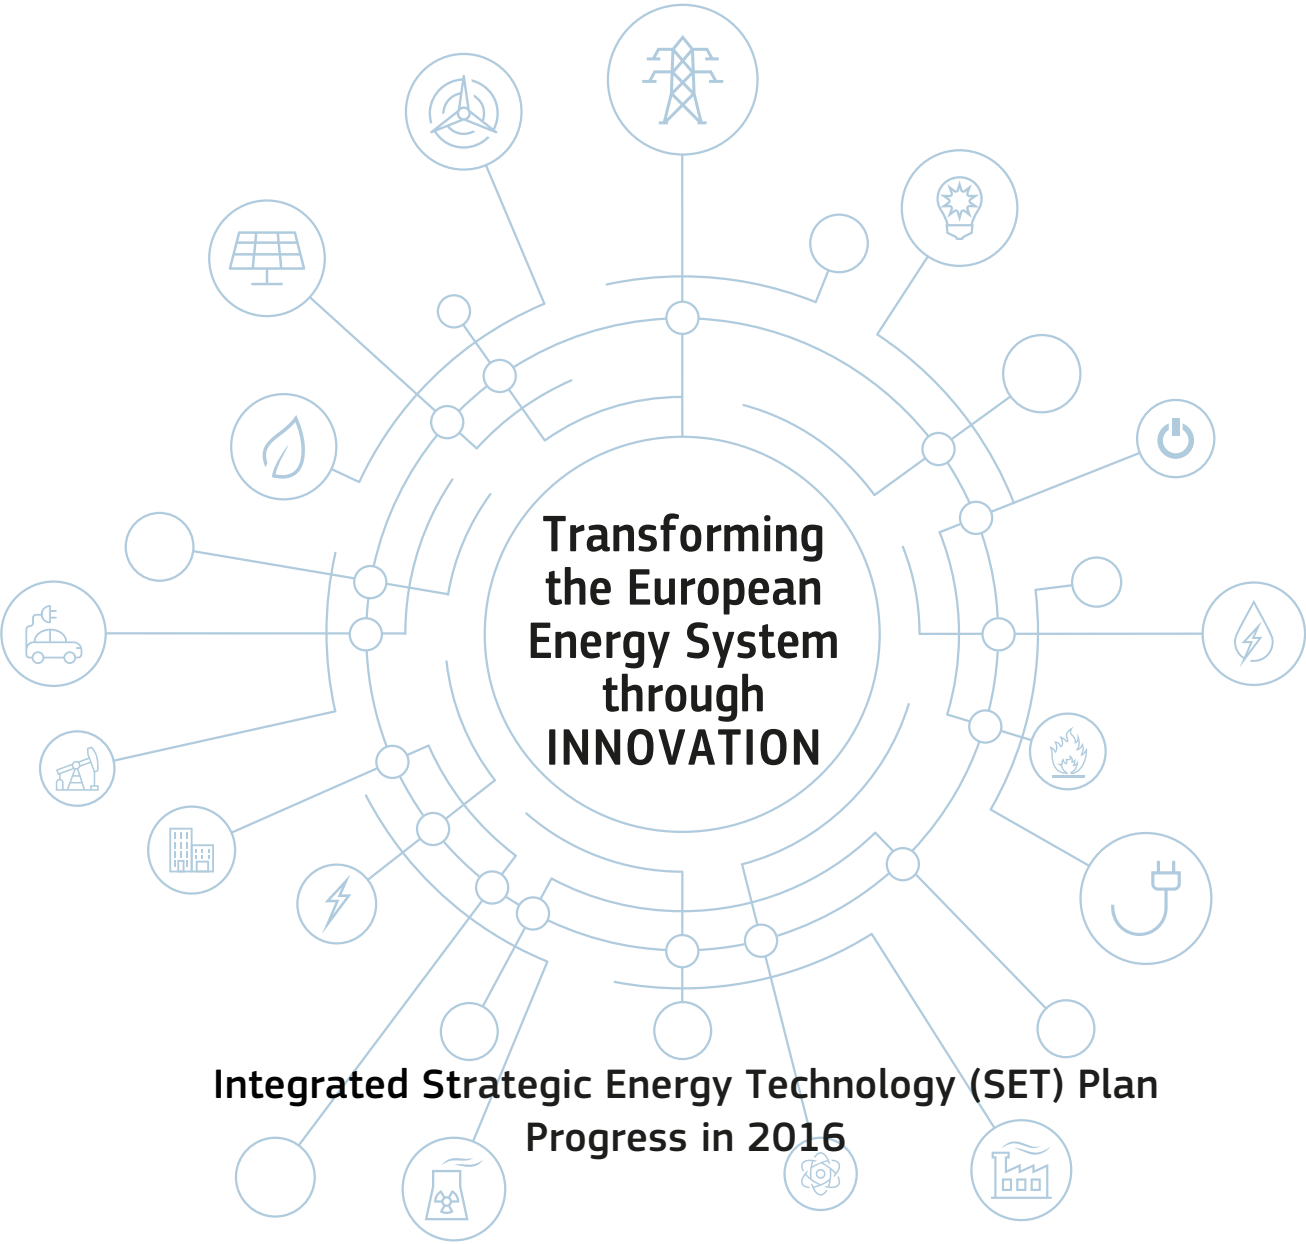 Transforming
the European
Energy System
through
INNOVATION
Integrated Strategic Energy Technology (SET) Plan
Progress in 2016